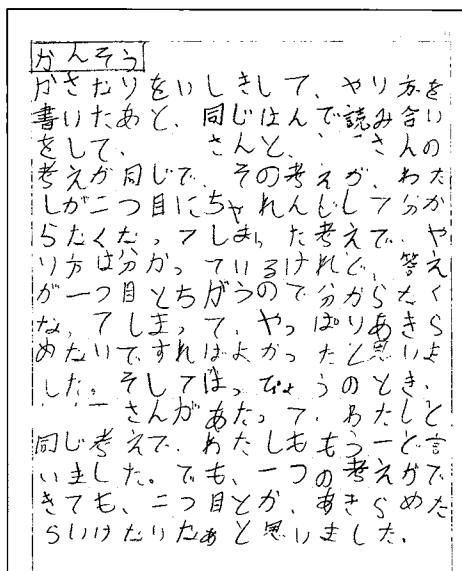 かんそう
かさなりをいしきして、やり方を
書いたあと、同じはんで、読み合い
をして、 さんと、 さんの
考えが同じで、その考えが、わた
しが二つ目にちゃれんじして分か
らなくなってしまった考えで、や
り方は分かっているけれど、答え
が一つ目とちがうので分からなく
なってしまって、やっぱりあきら
めないですればよかったと思いま
した。そしてはっぴょうのとき、
 さんがあたって、わたしと
同じ考えで、わたしももう一ど言
いました。でも、一つの考えがで
きても、二つ目とか、あきらめた
らいけないなあと思いました。